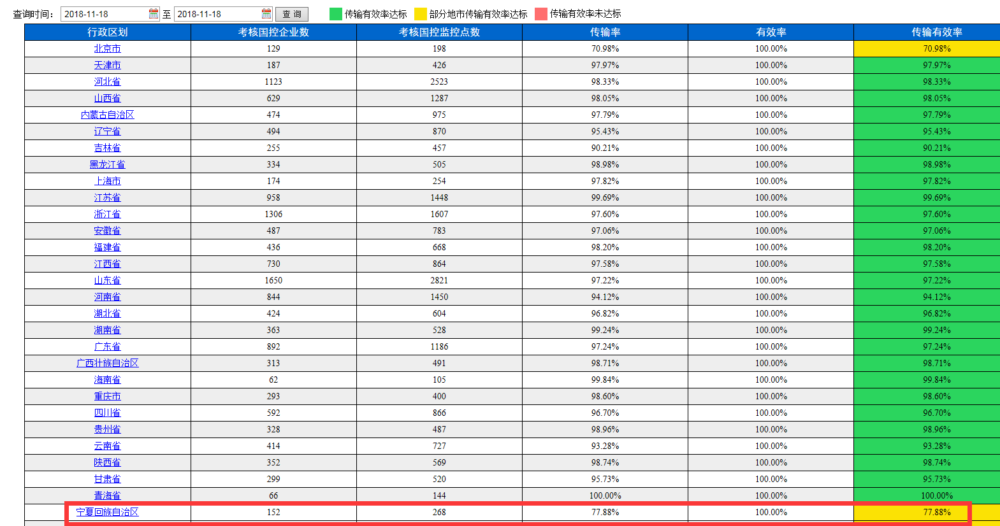 查询时间： 2018-11-18 至 2018-11-18 查 询 传输有效率达标 部分地市传输有效率达标 传输有效率未达标
行政区划 考核国控企业数 考核国控监控点数 传输率 有效率 传输有效率
北京市 129 198 70.98% 100.00% 70.98%
天津市 187 426 97.97% 100.00% 97.97%
河北省 1123 2523 98.33% 100.00% 98.33%
山西省 629 1287 98.05% 100.00% 98.05%
内蒙古自治区 474 975 97.79% 100.00% 97.79%
辽宁省 494 870 95.43% 100.00% 95.43%
吉林省 255 457 90.21% 100.00% 90.21%
黑龙江省 334 505 98.98% 100.00% 98.98%
上海市 174 254 97.82% 100.00% 97.82%
江苏省 958 1448 99.69% 100.00% 99.69%
浙江省 1306 1607 97.60% 100.00% 97.60%
安徽省 487 783 97.06% 100.00% 97.06%
福建省 436 668 98.20% 100.00% 98.20%
江西省 730 864 97.58% 100.00% 97.58%
山东省 1650 2821 97.22% 100.00% 97.22%
河南省 844 1450 94.12% 100.00% 94.12%
湖北省 424 604 96.82% 100.00% 96.82%
湖南省 363 528 99.24% 100.00% 99.24%
广东省 892 1186 97.24% 100.00% 97.24%
广西壮族自治区 313 491 98.71% 100.00% 98.71%
海南省 62 105 99.84% 100.00% 99.84%
重庆市 293 400 98.60% 100.00% 98.60%
四川省 592 866 96.70% 100.00% 96.70%
贵州省 328 487 98.96% 100.00% 98.96%
云南省 414 727 93.28% 100.00% 93.28%
陕西省 352 569 98.74% 100.00% 98.74%
甘肃省 299 520 95.73% 100.00% 95.73%
青海省 66 144 100.00% 100.00% 100.00%
宁夏回族自治区 152 268 77.88% 100.00% 77.88%